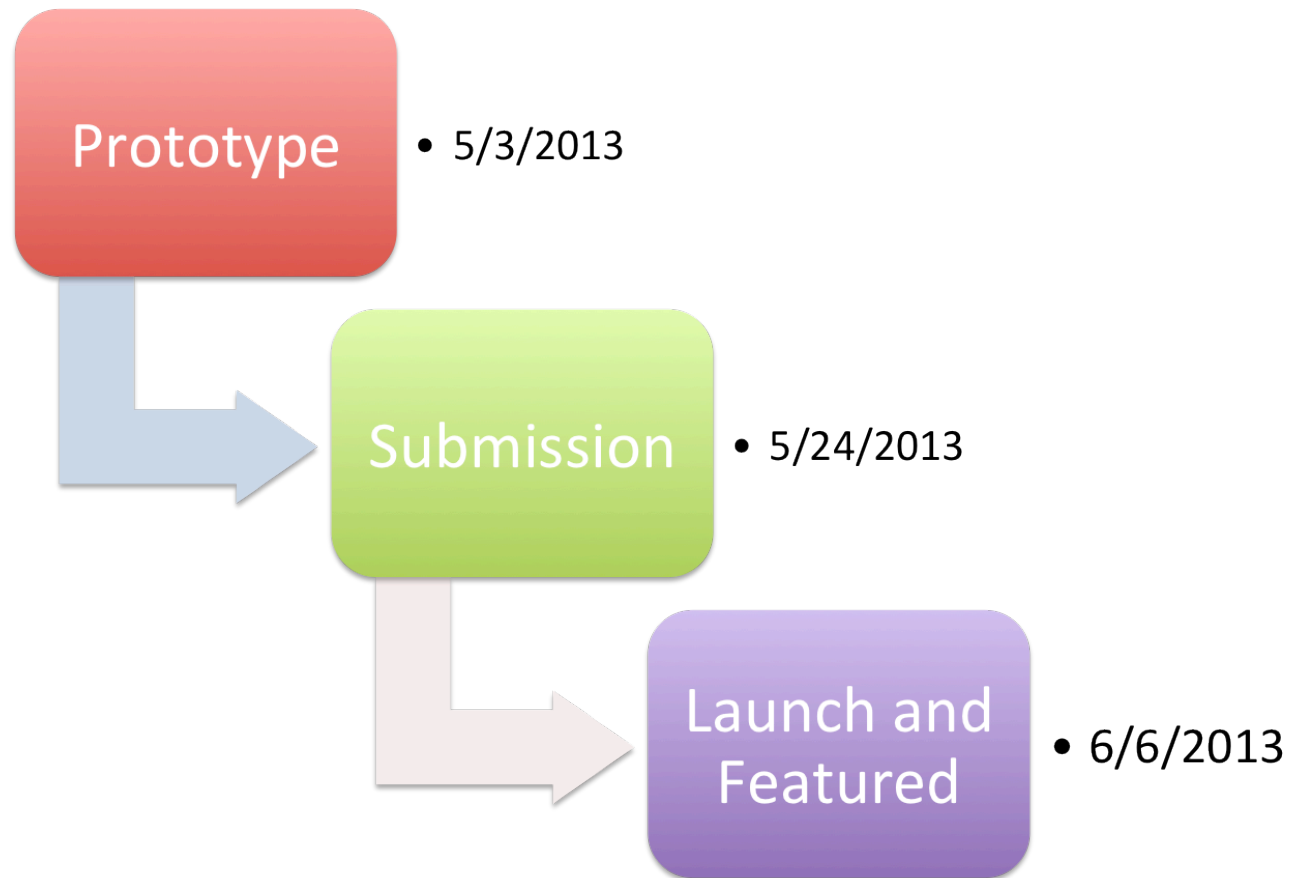 Prototype
• 5/3/2013
Submission
• 5/24/2013
Launch and
Featured
• 6/6/2013